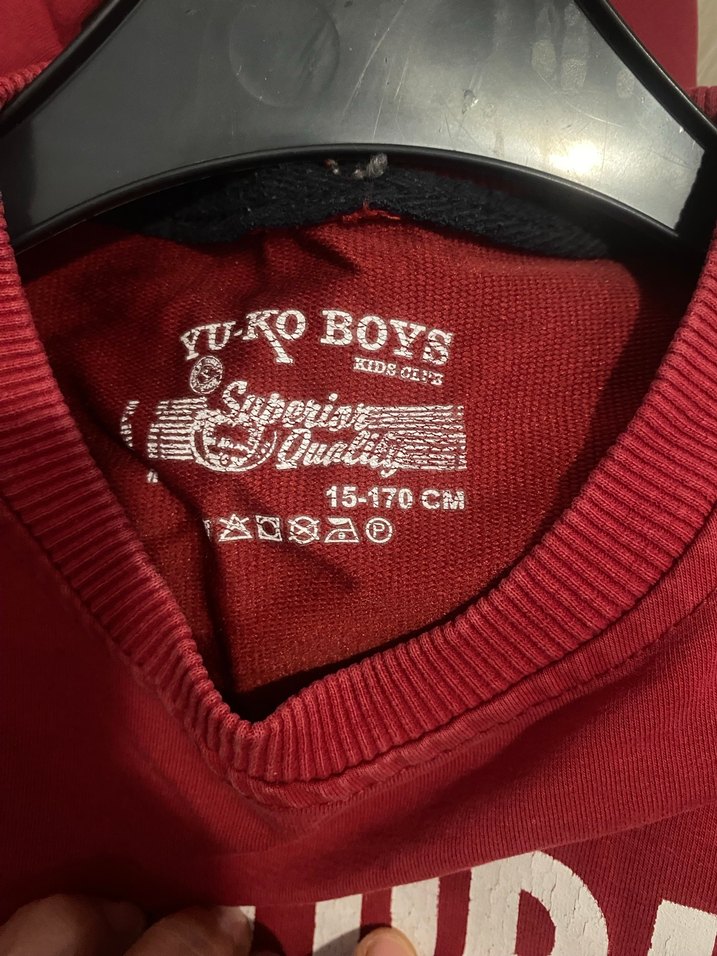 YU-KO BOYS
KIDS CLUB
Superior
Quality
15-170 CM
P